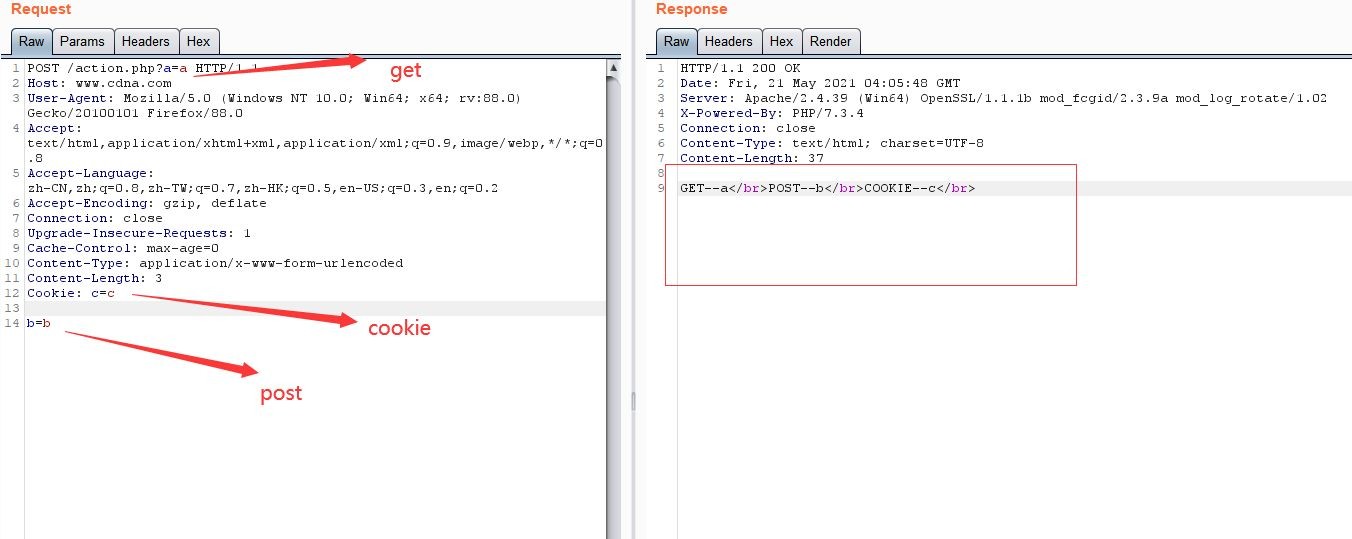 Request
Raw Params Headers Hex
1 POST /action.php?a=a HTTP/1.1
get
2 Host: www.cdna.com
3 User-Agent: Mozilla/5.0 (Windows NT 10.0; Win64; x64; rv:88.0)
Gecko/20100101 Firefox/88.0
4 Accept:
text/html,application/xhtml+xml,application/xml;q=0.9,image/webp,*/*;q=0
.8
5 Accept-Language:
zh-CN,zh;q=0.8,zh-TW;q=0.7,zh-HK;q=0.5,en-US;q=0.3,en;q=0.2
6 Accept-Encoding: gzip, deflate
7 Connection: close
8 Upgrade-Insecure-Requests: 1
9 Cache-Control: max-age=0
10 Content-Type: application/x-www-form-urlencoded
11 Content-Length: 3
12 Cookie: c=c
13
cookie
14 b=b
post
Response
Raw Headers Hex Render
1 HTTP/1.1 200 OK
2 Date: Fri, 21 May 2021 04:05:48 GMT
3 Server: Apache/2.4.39 (Win64) OpenSSL/1.1.1b mod_fcgid/2.3.9a mod_log_rotate/1.02
4 X-Powered-By: PHP/7.3.4
5 Connection: close
6 Content-Type: text/html; charset=UTF-8
7 Content-Length: 37
8
9 GET--a</br>POST--b</br>COOKIE--c</br>